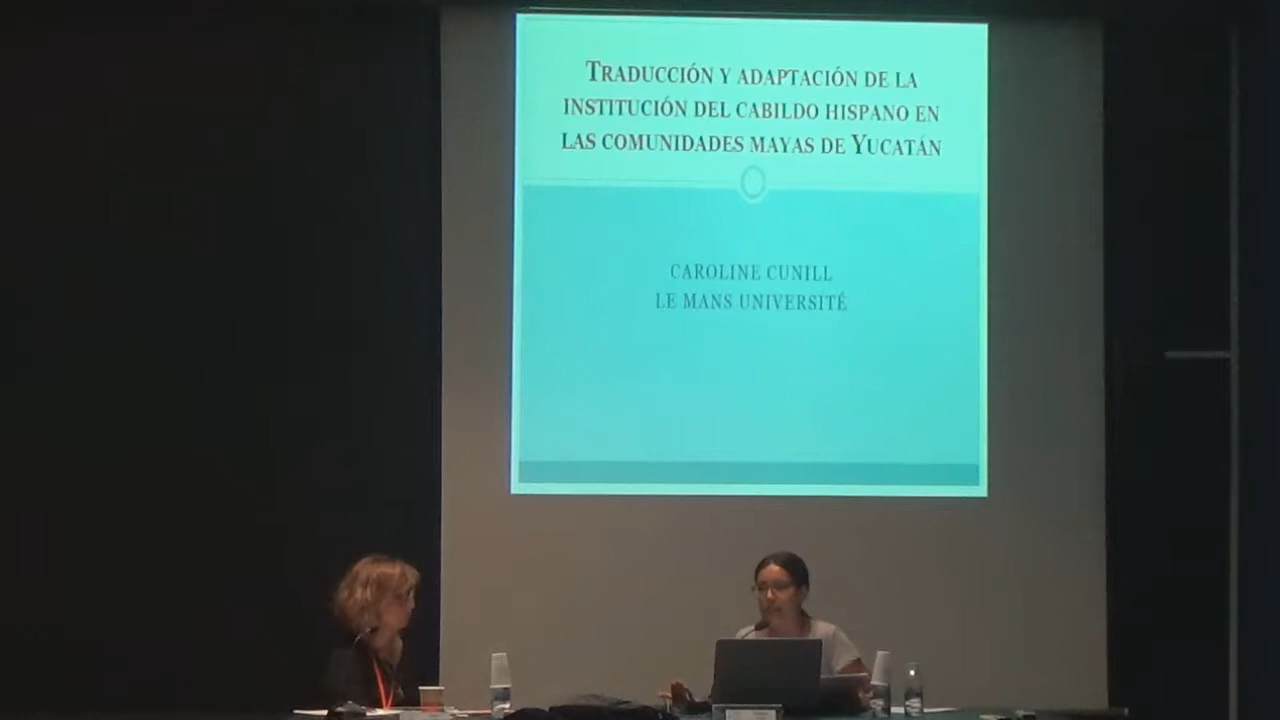 TRADUCCIÓN Y ADAPTACIÓN DE LA
INSTITUCIÓN DEL CABILDO HISPANO EN
LAS COMUNIDADES MAYAS DE YUCATÁN
CAROLINE CUNILL
LE MANS UNIVERSITÉ